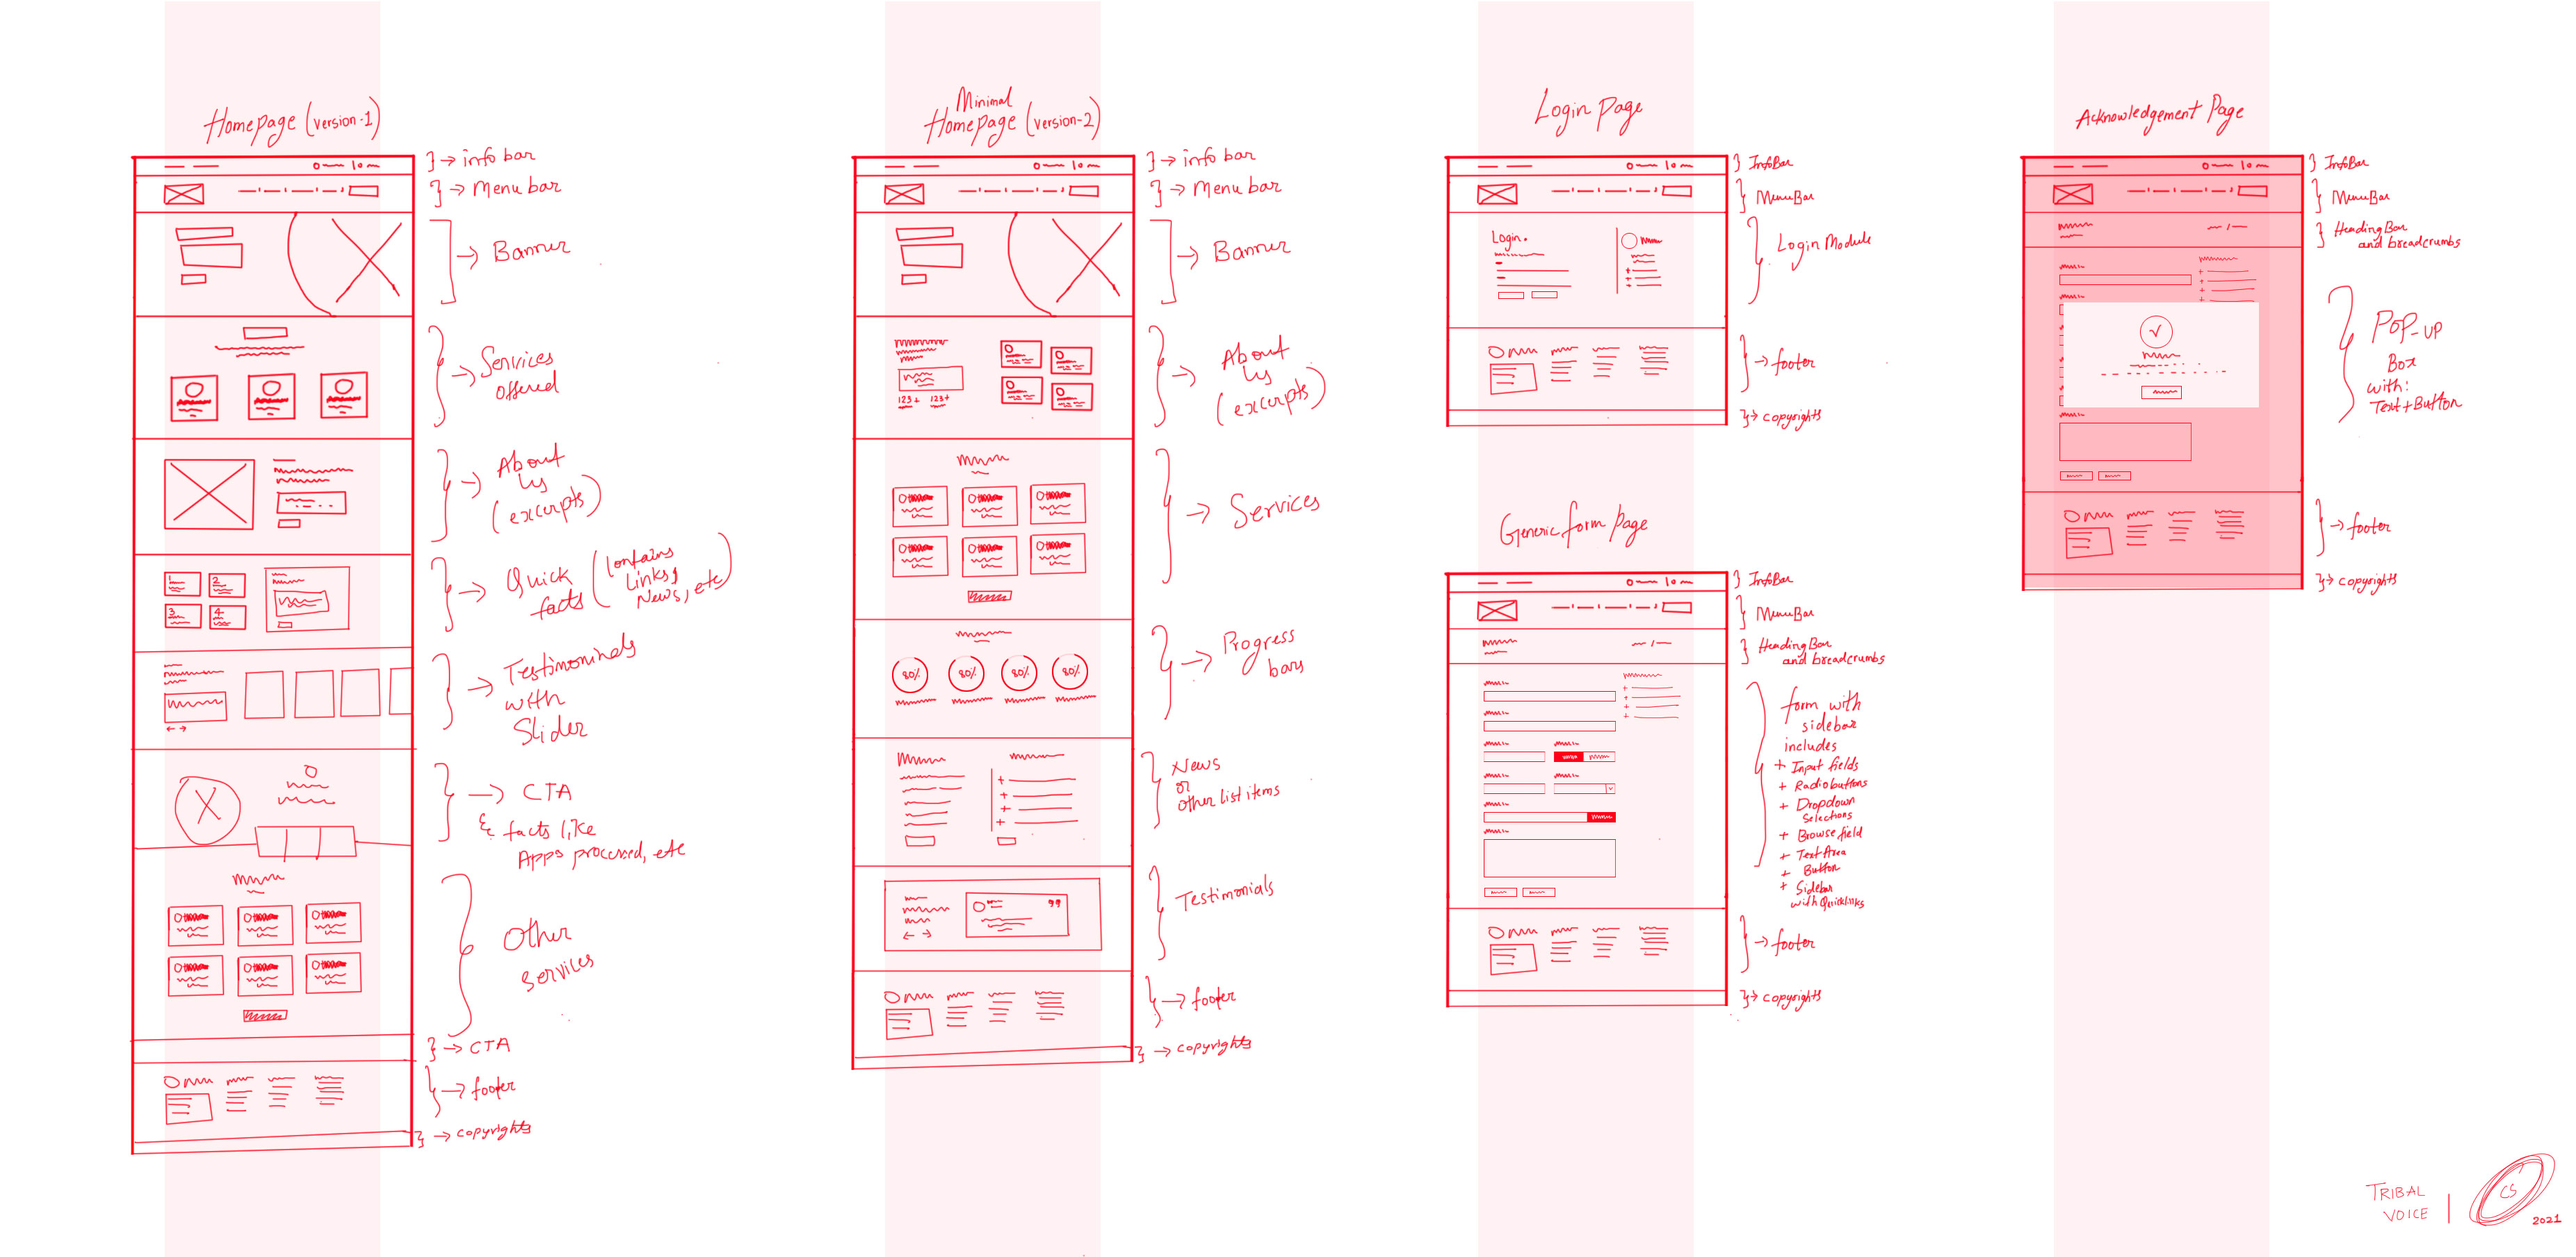 Homepage (version-1)
} → info bar
} → Menu bar
→ Banner
→ Services
offered
→ About
Us
(excerpts)
→ Quick facts (Contains
Links,
News, etc)
1 2
3 4
→ Testimoninals
with
Slider
→ CTA
& facts like
Apps processed, etc
Other
services
} → CTA
} → footer
} → copyrights
Minimal
Homepage (version-2)
} → info bar
} → Menu bar
→ Banner
→ About
Us
(excerpts)
123+ 123+
→ Services
→ Progress
bars
80% 80% 80% 80%
News
or
other list items
Testimonials
} → footer
} → copyrights
Login Page
} InfoBar
} MenuBar
Login.
Login Module
→ footer
} → copyrights
Generic form Page
} InfoBar
} MenuBar
} HeadingBar
and breadcrumbs
form with
sidebar
includes
+ Input fields
+ Radio buttons
+ Dropdown
Selections
+ Browse field
+ Text Area
+ Button
+ Sidebar
with Quicklinks
→ footer
} → copyrights
Acknowledgement Page
} InfoBar
} MenuBar
} HeadingBar
and breadcrumbs
POP-UP
Box
with:
Text+Button
→ footer
} → copyrights
TRIBAL
VOICE
CS
2021